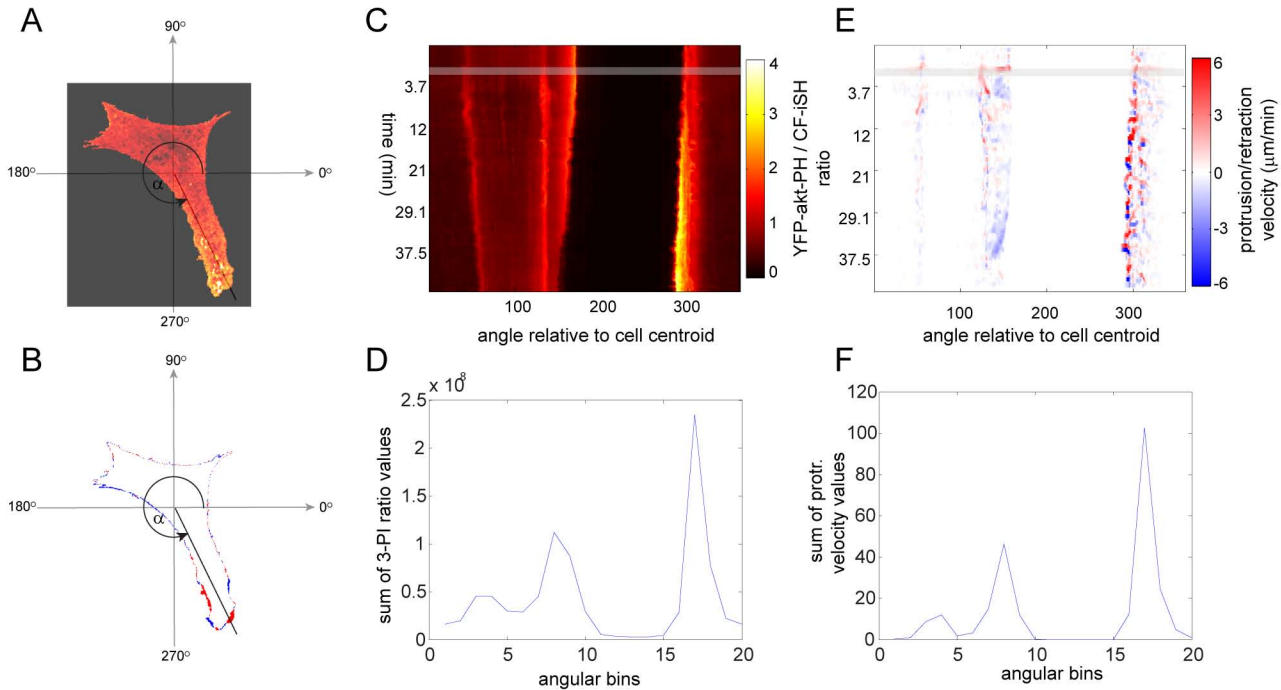 A
90°
180°
0°
α
270°
B
90°
180°
0°
α
270°
C
time (min)
3.7
12
21
29.1
37.5
100
200
300
angle relative to cell centroid
4
3
2
1
0
YFP-akt-PH / CF-iSH
ratio
D
x 10⁸
2.5
2
1.5
1
0.5
0
0
5
10
15
20
sum of 3-PI ratio values
angular bins
E
3.7
12
21
29.1
37.5
100
200
300
angle relative to cell centroid
6
3
0
-3
-6
protrusion/retraction
velocity (µm/min)
F
120
100
80
60
40
20
0
0
5
10
15
20
sum of protr.
velocity values
angular bins